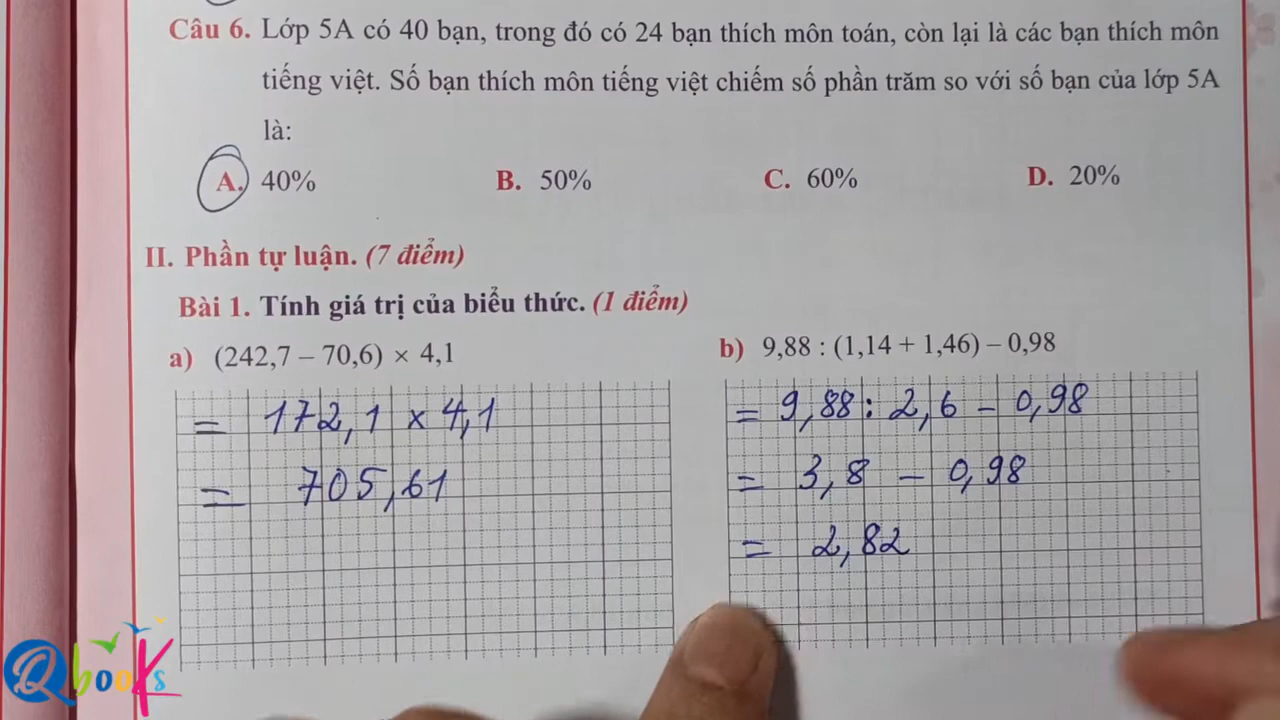 Câu 6. Lớp 5A có 40 bạn, trong đó có 24 bạn thích môn toán, còn lại là các bạn thích môn
tiếng việt. Số bạn thích môn tiếng việt chiếm số phần trăm so với số bạn của lớp 5A
là:
A. 40% B. 50% C. 60% D. 20%
II. Phần tự luận. (7 điểm)
Bài 1. Tính giá trị của biểu thức. (1 điểm)
a) (242,7 – 70,6) × 4,1
= 172,1 × 4,1
= 705,61
b) 9,88 : (1,14 + 1,46) – 0,98
= 9,88 : 2,6 – 0,98
= 3,8 – 0,98
= 2,82
Qbooks